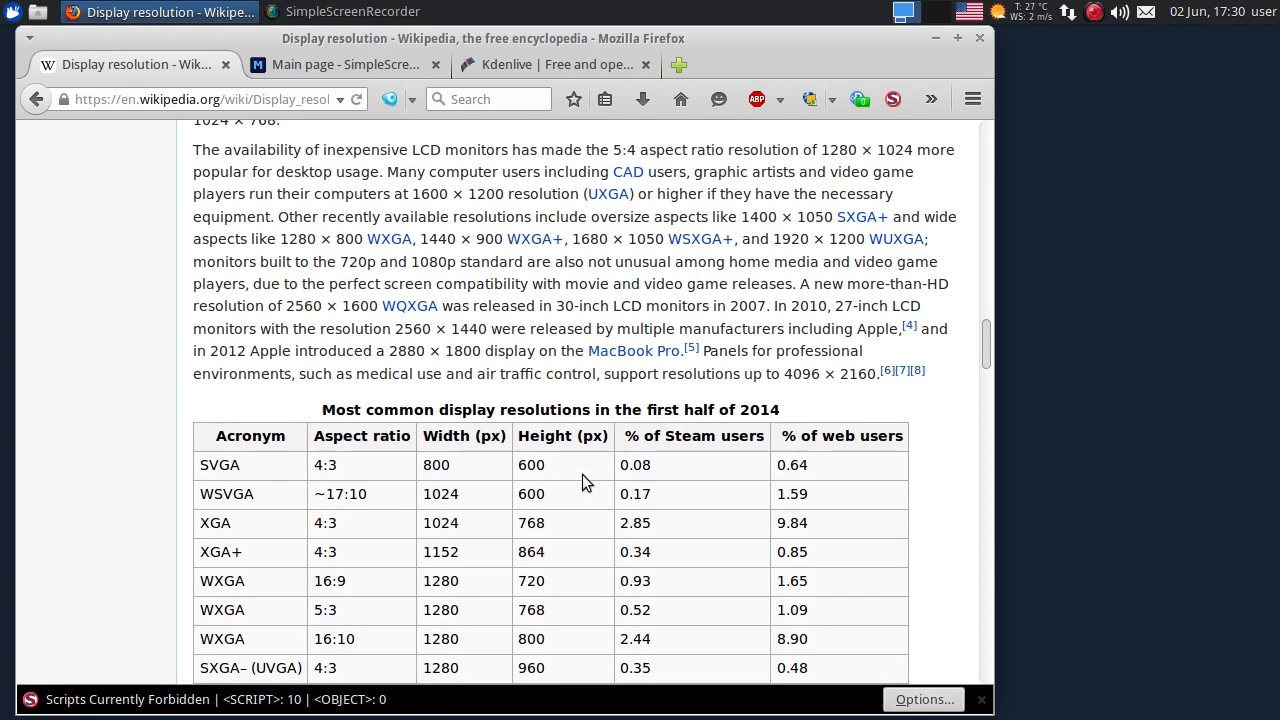 Display resolution - Wikipe...
SimpleScreenRecorder
T: 27 °C
WS: 2 m/s
02 Jun, 17:30 user
Display resolution - Wikipedia, the free encyclopedia - Mozilla Firefox
W Display resolution - Wik...
M Main page - SimpleScre...
Kdenlive | Free and ope...
https://en.wikipedia.org/wiki/Display_resol
Search
ABP
0
S
1024 × 768.
The availability of inexpensive LCD monitors has made the 5:4 aspect ratio resolution of 1280 × 1024 more
popular for desktop usage. Many computer users including CAD users, graphic artists and video game
players run their computers at 1600 × 1200 resolution (UXGA) or higher if they have the necessary
equipment. Other recently available resolutions include oversize aspects like 1400 × 1050 SXGA+ and wide
aspects like 1280 × 800 WXGA, 1440 × 900 WXGA+, 1680 × 1050 WSXGA+, and 1920 × 1200 WUXGA;
monitors built to the 720p and 1080p standard are also not unusual among home media and video game
players, due to the perfect screen compatibility with movie and video game releases. A new more-than-HD
resolution of 2560 × 1600 WQXGA was released in 30-inch LCD monitors in 2007. In 2010, 27-inch LCD
monitors with the resolution 2560 × 1440 were released by multiple manufacturers including Apple,[4] and
in 2012 Apple introduced a 2880 × 1800 display on the MacBook Pro.[5] Panels for professional
environments, such as medical use and air traffic control, support resolutions up to 4096 × 2160.[6][7][8]
Most common display resolutions in the first half of 2014
Acronym Aspect ratio Width (px) Height (px) % of Steam users % of web users
SVGA 4:3 800 600 0.08 0.64
WSVGA ~17:10 1024 600 0.17 1.59
XGA 4:3 1024 768 2.85 9.84
XGA+ 4:3 1152 864 0.34 0.85
WXGA 16:9 1280 720 0.93 1.65
WXGA 5:3 1280 768 0.52 1.09
WXGA 16:10 1280 800 2.44 8.90
SXGA– (UVGA) 4:3 1280 960 0.35 0.48
S Scripts Currently Forbidden | <SCRIPT>: 10 | <OBJECT>: 0
Options...